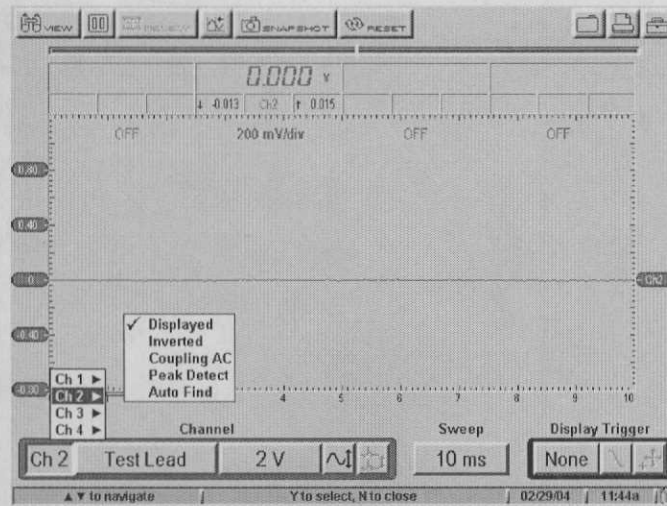 VIEW PREVIEW SNAPSHOT RESET
0.000 V
↓ -0.013 Ch2 ↑ 0.015
OFF 200 mV/div OFF OFF
0.80
0.40
0
Ch2
-0.40
✓ Displayed
Inverted
Coupling AC
Peak Detect
Auto Find
-0.80
4 5 6 7 8 9 10
Ch 1 ▶
Ch 2 ▶
Ch 3 ▶
Ch 4 ▶
Channel Sweep Display Trigger
Ch 2 Test Lead 2 V 10 ms None
▲ ▼ to navigate Y to select, N to close 02/29/04 11:44a